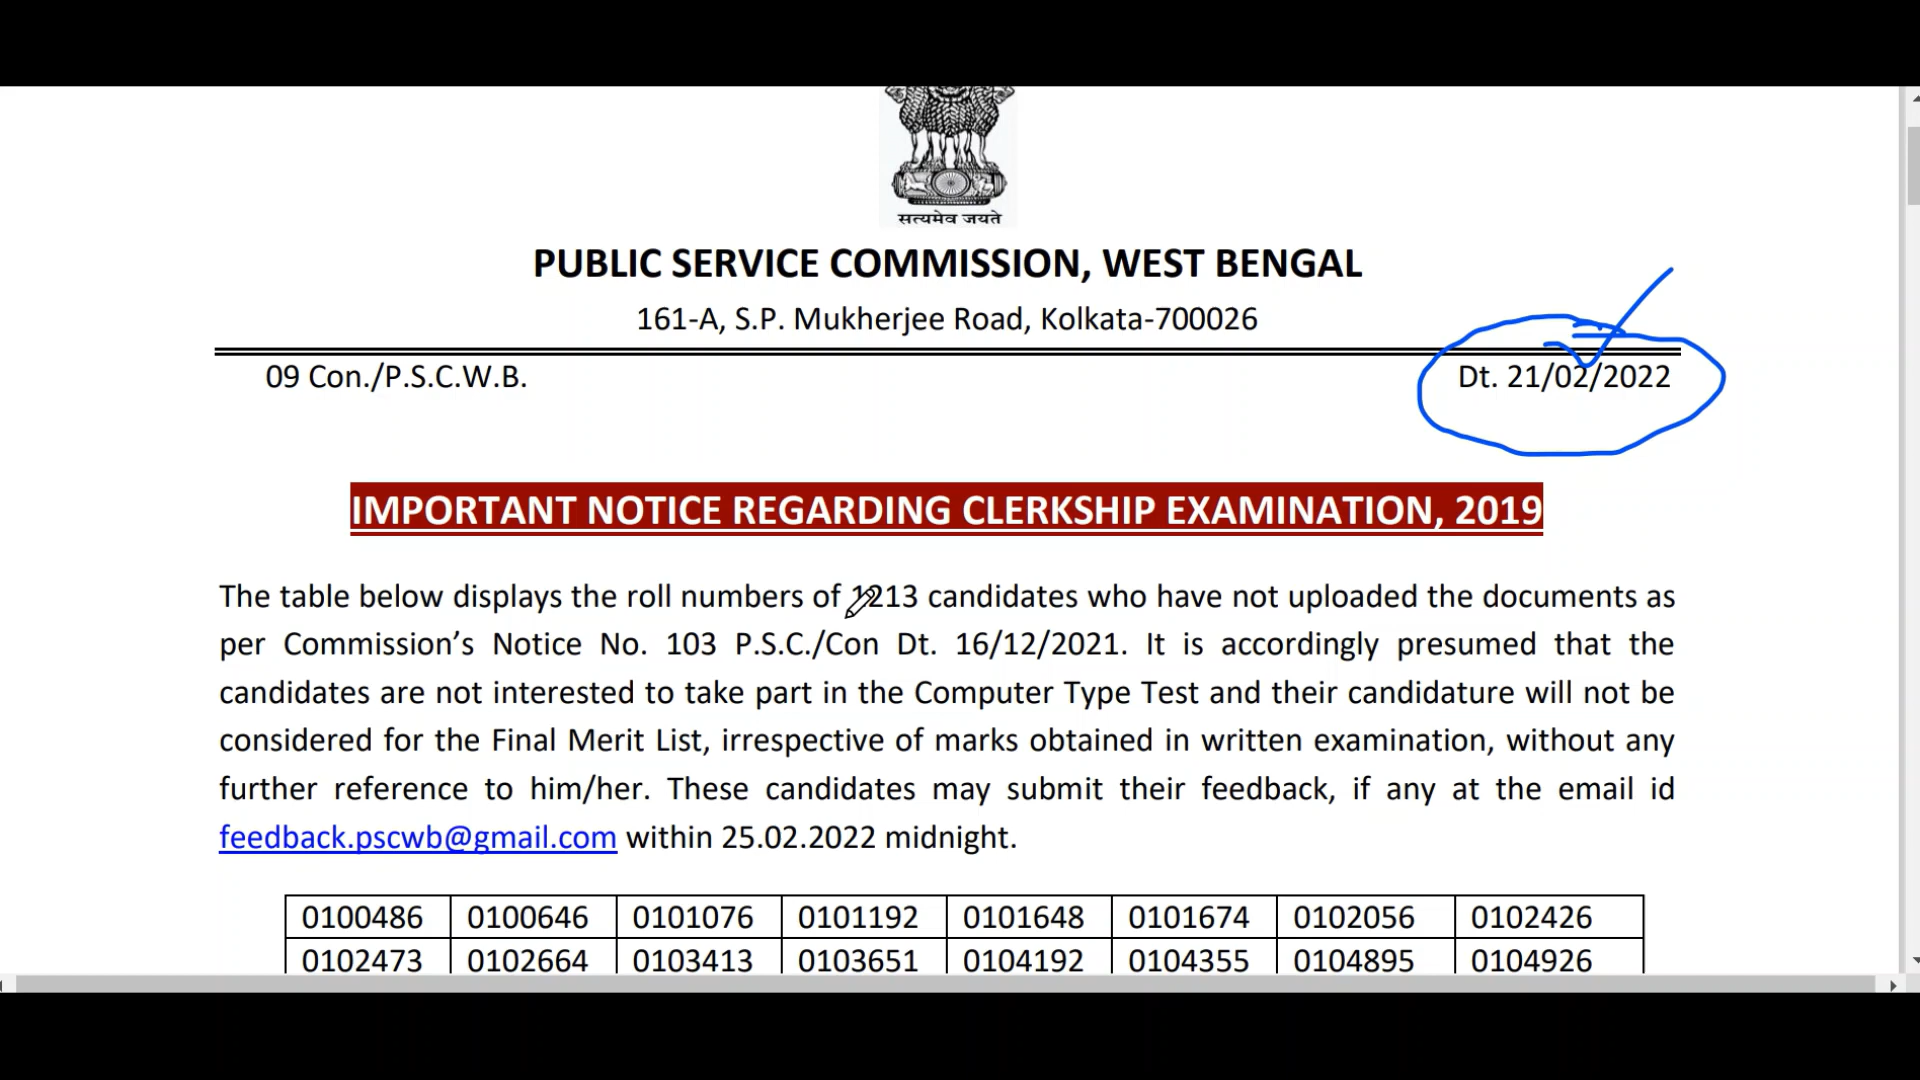 सत्यमेव जयते
PUBLIC SERVICE COMMISSION, WEST BENGAL
161-A, S.P. Mukherjee Road, Kolkata-700026
09 Con./P.S.C.W.B. Dt. 21/02/2022
IMPORTANT NOTICE REGARDING CLERKSHIP EXAMINATION, 2019
The table below displays the roll numbers of 1213 candidates who have not uploaded the documents as
per Commission’s Notice No. 103 P.S.C./Con Dt. 16/12/2021. It is accordingly presumed that the
candidates are not interested to take part in the Computer Type Test and their candidature will not be
considered for the Final Merit List, irrespective of marks obtained in written examination, without any
further reference to him/her. These candidates may submit their feedback, if any at the email id
feedback.pscwb@gmail.com within 25.02.2022 midnight.
0100486 0100646 0101076 0101192 0101648 0101674 0102056 0102426
0102473 0102664 0103413 0103651 0104192 0104355 0104895 0104926